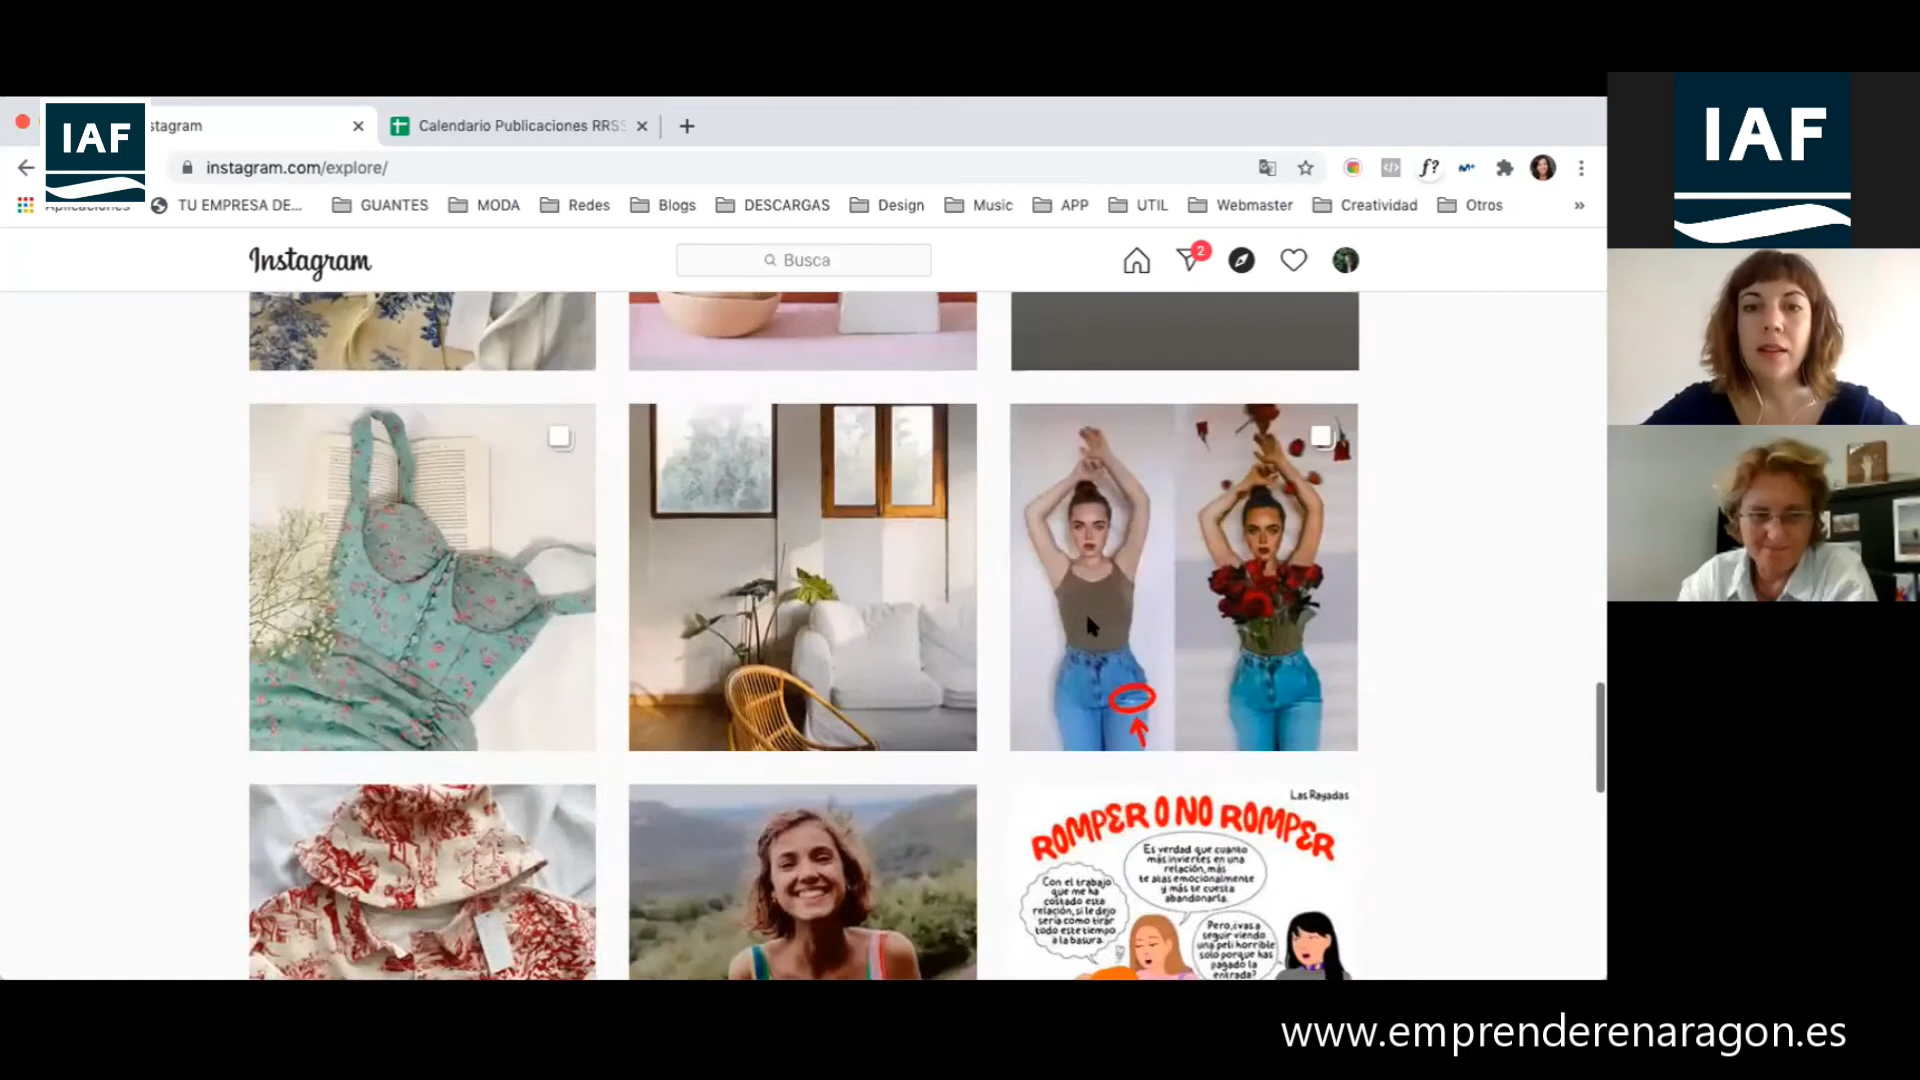 IAF
stagram
Calendario Publicaciones RRSS
IAF
instagram.com/explore/
f?
Aplicaciones
TU EMPRESA DE...
GUANTES
MODA
Redes
Blogs
DESCARGAS
Design
Music
APP
UTIL
Webmaster
Creatividad
Otros
»
Instagram
Busca
2
Las Rayadas
ROMPER O NO ROMPER
Es verdad que cuanto
más inviertes en una
relación, más
te atas emocionalmente
y más te cuesta
abandonarla.
Con el trabajo
que me ha
costado esta
relación, si le dejo
sería como tirar
todo este tiempo
a la basura.
Pero, ¿vas a
seguir viendo
una peli horrible
solo porque has
pagado la
entrada?
www.emprenderenaragon.es